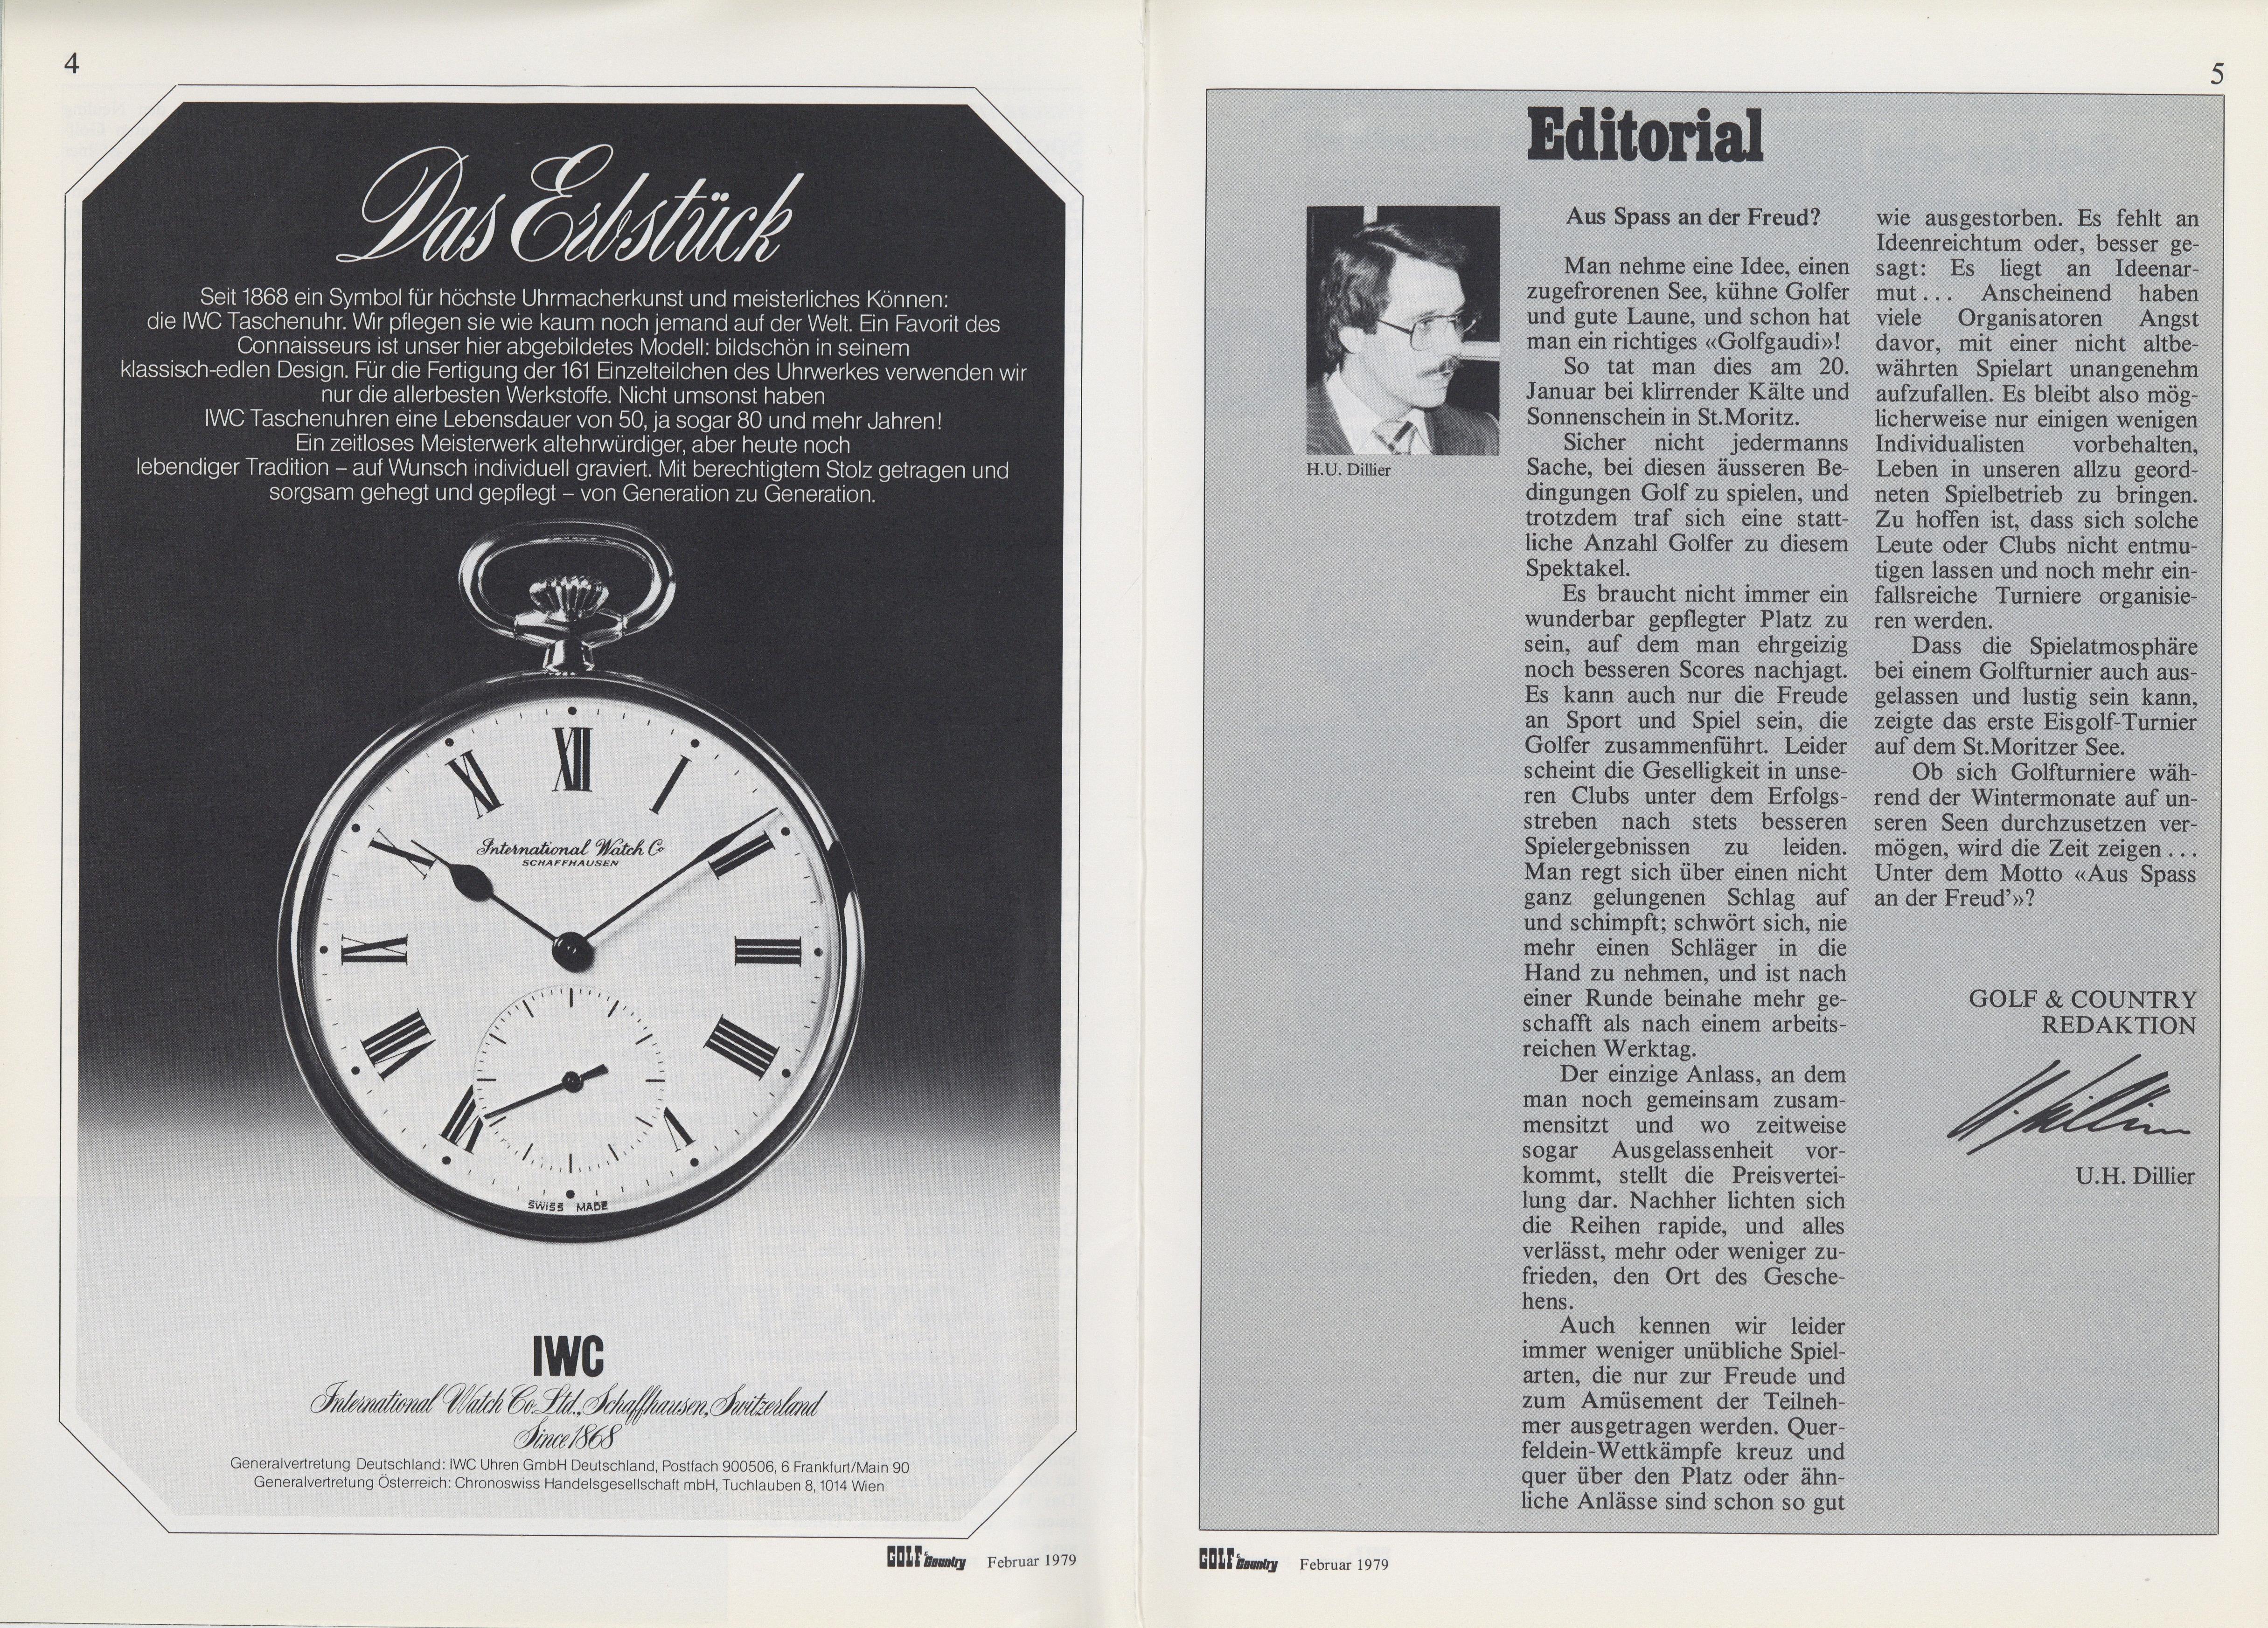 4
Das Erbstück
Seit 1868 ein Symbol für höchste Uhrmacherkunst und meisterliches Können:
die IWC Taschenuhr. Wir pflegen sie wie kaum noch jemand auf der Welt. Ein Favorit des
Connaisseurs ist unser hier abgebildetes Modell: bildschön in seinem
klassisch-edlen Design. Für die Fertigung der 161 Einzelteilchen des Uhrwerkes verwenden wir
nur die allerbesten Werkstoffe. Nicht umsonst haben
IWC Taschenuhren eine Lebensdauer von 50, ja sogar 80 und mehr Jahren!
Ein zeitloses Meisterwerk altehrwürdiger, aber heute noch
lebendiger Tradition – auf Wunsch individuell graviert. Mit berechtigtem Stolz getragen und
sorgsam gehegt und gepflegt – von Generation zu Generation.
XII
I
II
III
IIII
V
VII
VIII
IX
X
XI
International Watch Co
SCHAFFHAUSEN
SWISS MADE
IWC
International Watch Co. Ltd., Schaffhausen, Switzerland
Since 1868
Generalvertretung Deutschland: IWC Uhren GmbH Deutschland, Postfach 900506, 6 Frankfurt/Main 90
Generalvertretung Österreich: Chronoswiss Handelsgesellschaft mbH, Tuchlauben 8, 1014 Wien
GOLF & Country Februar 1979
5
Editorial
H.U. Dillier
Aus Spass an der Freud?
Man nehme eine Idee, einen
zugefrorenen See, kühne Golfer
und gute Laune, und schon hat
man ein richtiges «Golfgaudi»!
So tat man dies am 20.
Januar bei klirrender Kälte und
Sonnenschein in St.Moritz.
Sicher nicht jedermanns
Sache, bei diesen äusseren Be-
dingungen Golf zu spielen, und
trotzdem traf sich eine statt-
liche Anzahl Golfer zu diesem
Spektakel.
Es braucht nicht immer ein
wunderbar gepflegter Platz zu
sein, auf dem man ehrgeizig
noch besseren Scores nachjagt.
Es kann auch nur die Freude
an Sport und Spiel sein, die
Golfer zusammenführt. Leider
scheint die Geselligkeit in unse-
ren Clubs unter dem Erfolgs-
streben nach stets besseren
Spielergebnissen zu leiden.
Man regt sich über einen nicht
ganz gelungenen Schlag auf
und schimpft; schwört sich, nie
mehr einen Schläger in die
Hand zu nehmen, und ist nach
einer Runde beinahe mehr ge-
schafft als nach einem arbeits-
reichen Werktag.
Der einzige Anlass, an dem
man noch gemeinsam zusam-
mensitzt und wo zeitweise
sogar Ausgelassenheit vor-
kommt, stellt die Preisvertei-
lung dar. Nachher lichten sich
die Reihen rapide, und alles
verlässt, mehr oder weniger zu-
frieden, den Ort des Gesche-
hens.
Auch kennen wir leider
immer weniger unübliche Spiel-
arten, die nur zur Freude und
zum Amüsement der Teilneh-
mer ausgetragen werden. Quer-
feldein-Wettkämpfe kreuz und
quer über den Platz oder ähn-
liche Anlässe sind schon so gut
wie ausgestorben. Es fehlt an
Ideenreichtum oder, besser ge-
sagt: Es liegt an Ideenar-
mut... Anscheinend haben
viele Organisatoren Angst
davor, mit einer nicht altbe-
währten Spielart unangenehm
aufzufallen. Es bleibt also mög-
licherweise nur einigen wenigen
Individualisten vorbehalten,
Leben in unseren allzu geord-
neten Spielbetrieb zu bringen.
Zu hoffen ist, dass sich solche
Leute oder Clubs nicht entmu-
tigen lassen und noch mehr ein-
fallsreiche Turniere organisie-
ren werden.
Dass die Spielatmosphäre
bei einem Golfturnier auch aus-
gelassen und lustig sein kann,
zeigte das erste Eisgolf-Turnier
auf dem St.Moritzer See.
Ob sich Golfturniere wäh-
rend der Wintermonate auf un-
seren Seen durchzusetzen ver-
mögen, wird die Zeit zeigen...
Unter dem Motto «Aus Spass
an der Freud'»?
GOLF & COUNTRY
REDAKTION
U. Dillier
U.H. Dillier
GOLF & Country Februar 1979